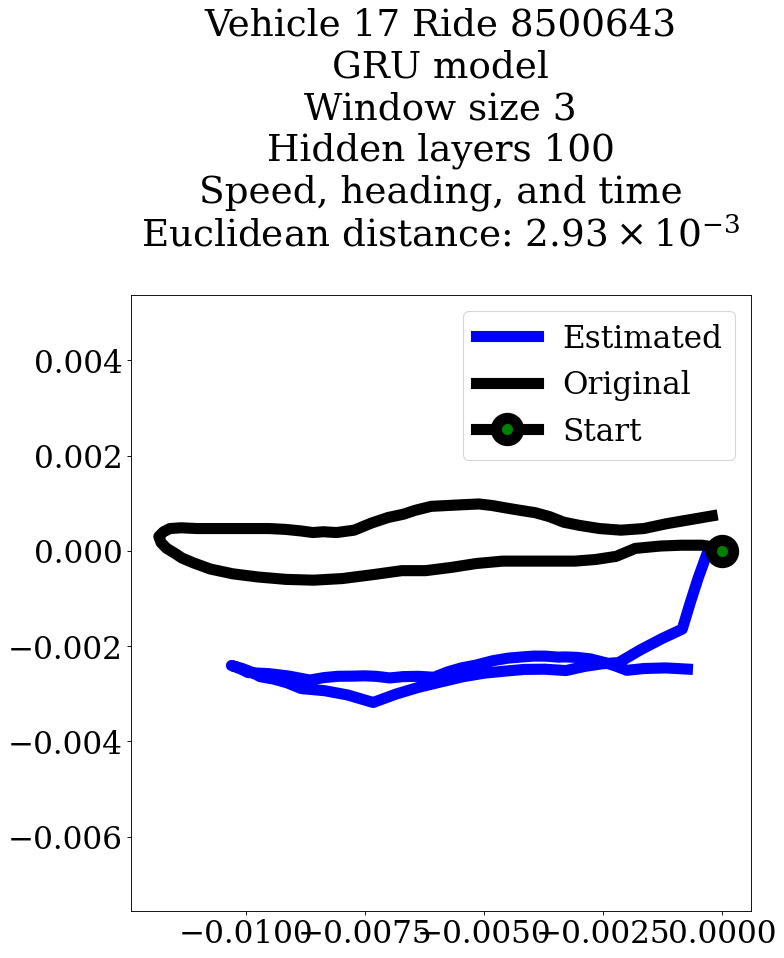 Vehicle 17 Ride 8500643
GRU model
Window size 3
Hidden layers 100
Speed, heading, and time
Euclidean distance: 2.93 × 10⁻³
Estimated
Original
Start
0.004
0.002
0.000
−0.002
−0.004
−0.006
−0.0100 −0.0075 −0.0050 −0.0025 0.0000